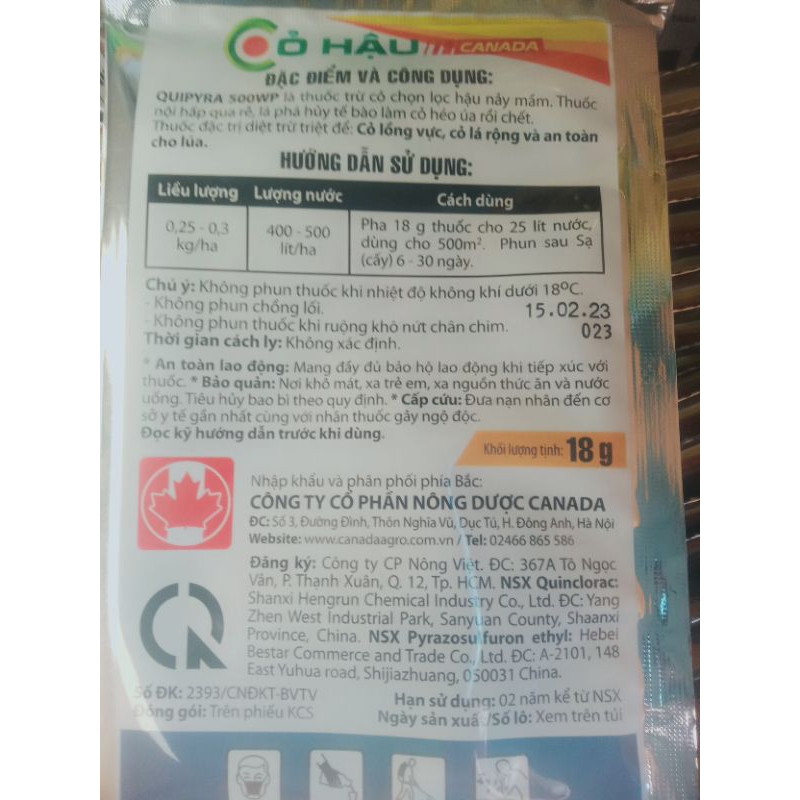 CỎ HẬU CANADA
ĐẶC ĐIỂM VÀ CÔNG DỤNG:
QUIPYRA 500WP là thuốc trừ cỏ chọn lọc hậu nảy mầm. Thuốc
nội hấp qua rễ, lá phá hủy tế bào làm cỏ héo úa rồi chết.
Thuốc đặc trị diệt trừ triệt để: Cỏ lồng vực, cỏ lá rộng và an toàn
cho lúa.
HƯỚNG DẪN SỬ DỤNG:
Liều lượng Lượng nước Cách dùng
0,25 - 0,3 kg/ha 400 - 500 lít/ha Pha 18 g thuốc cho 25 lít nước,
dùng cho 500m². Phun sau Sạ
(cấy) 6 - 30 ngày.
Chú ý: Không phun thuốc khi nhiệt độ không khí dưới 18ºC.
- Không phun chồng lối.
15.02.23
- Không phun thuốc khi ruộng khô nứt chân chim.
023
Thời gian cách ly: Không xác định.
* An toàn lao động: Mang đầy đủ bảo hộ lao động khi tiếp xúc với
thuốc. * Bảo quản: Nơi khô mát, xa trẻ em, xa nguồn thức ăn và nước
uống. Tiêu hủy bao bì theo quy định. * Cấp cứu: Đưa nạn nhân đến cơ
sở y tế gần nhất cùng với nhãn thuốc gây ngộ độc.
Đọc kỹ hướng dẫn trước khi dùng.
Khối lượng tịnh: 18 g
Nhập khẩu và phân phối phía Bắc:
CÔNG TY CỔ PHẦN NÔNG DƯỢC CANADA
ĐC: Số 3, Đường Đình, Thôn Nghĩa Vũ, Dục Tú, H. Đông Anh, Hà Nội
Website: www.canadaagro.com.vn / Tel: 02466 865 586
Đăng ký: Công ty CP Nông Việt. ĐC: 367A Tô Ngọc
Vân, P. Thạnh Xuân, Q. 12, Tp. HCM. NSX Quinclorac:
Shanxi Hengrun Chemical Industry Co., Ltd. ĐC: Yang
Zhen West Industrial Park, Sanyuan County, Shaanxi
Province, China. NSX Pyrazosulfuron ethyl: Hebei
Bestar Commerce and Trade Co., Ltd. ĐC: A-2101, 148
East Yuhua road, Shijiazhuang, 050031 China.
Số ĐK: 2393/CNĐKT-BVTV
Hạn sử dụng: 02 năm kể từ NSX
Đóng gói: Trên phiếu KCS
Ngày sản xuất/Số lô: Xem trên túi